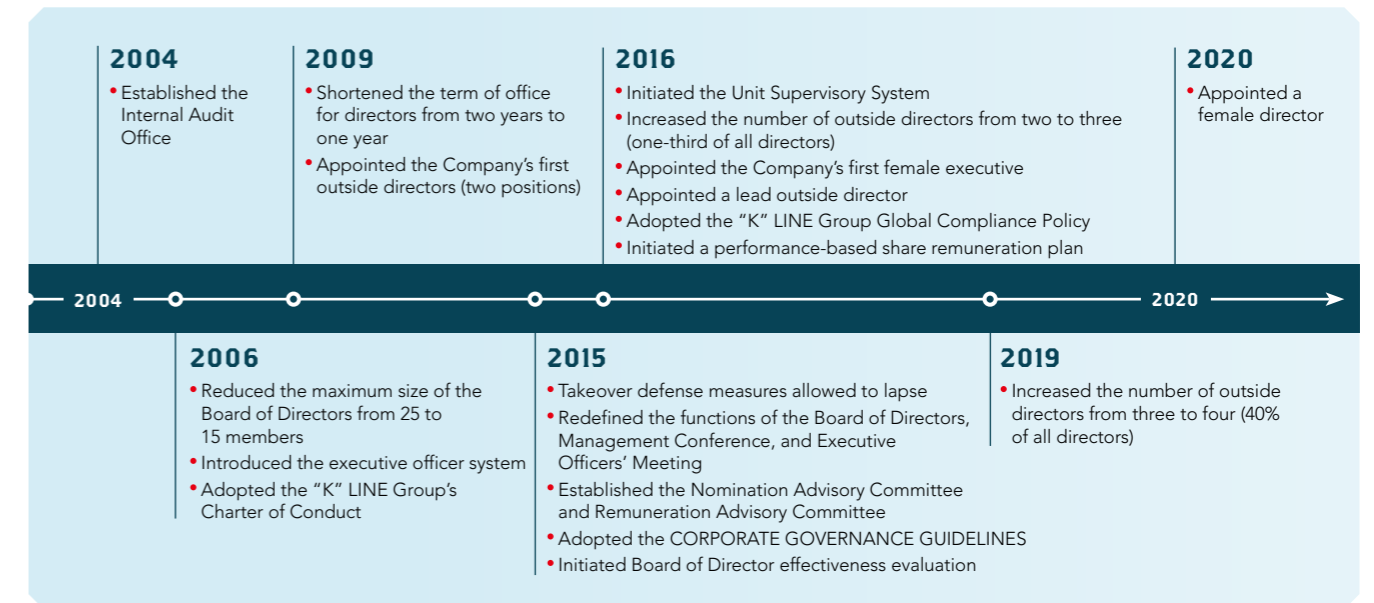 2004
• Established the
Internal Audit
Office
2009
• Shortened the term of office
for directors from two years to
one year
• Appointed the Company’s first
outside directors (two positions)
2016
• Initiated the Unit Supervisory System
• Increased the number of outside directors from two to three
(one-third of all directors)
• Appointed the Company’s first female executive
• Appointed a lead outside director
• Adopted the “K” LINE Group Global Compliance Policy
• Initiated a performance-based share remuneration plan
2020
• Appointed a
female director
2004
2020
2006
• Reduced the maximum size of the
Board of Directors from 25 to
15 members
• Introduced the executive officer system
• Adopted the “K” LINE Group’s
Charter of Conduct
2015
• Takeover defense measures allowed to lapse
• Redefined the functions of the Board of Directors,
Management Conference, and Executive
Officers’ Meeting
• Established the Nomination Advisory Committee
and Remuneration Advisory Committee
• Adopted the CORPORATE GOVERNANCE GUIDELINES
• Initiated Board of Director effectiveness evaluation
2019
• Increased the number of outside
directors from three to four (40%
of all directors)